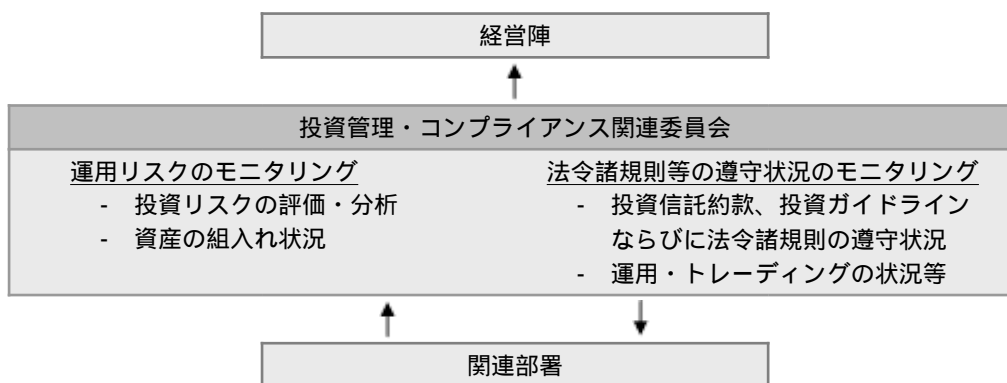 経営陣
投資管理・コンプライアンス関連委員会
運用リスクのモニタリング
- 投資リスクの評価・分析
- 資産の組入れ状況
法令諸規則等の遵守状況のモニタリング
- 投資信託約款、投資ガイドライン
ならびに法令諸規則の遵守状況
- 運用・トレーディングの状況等
関連部署